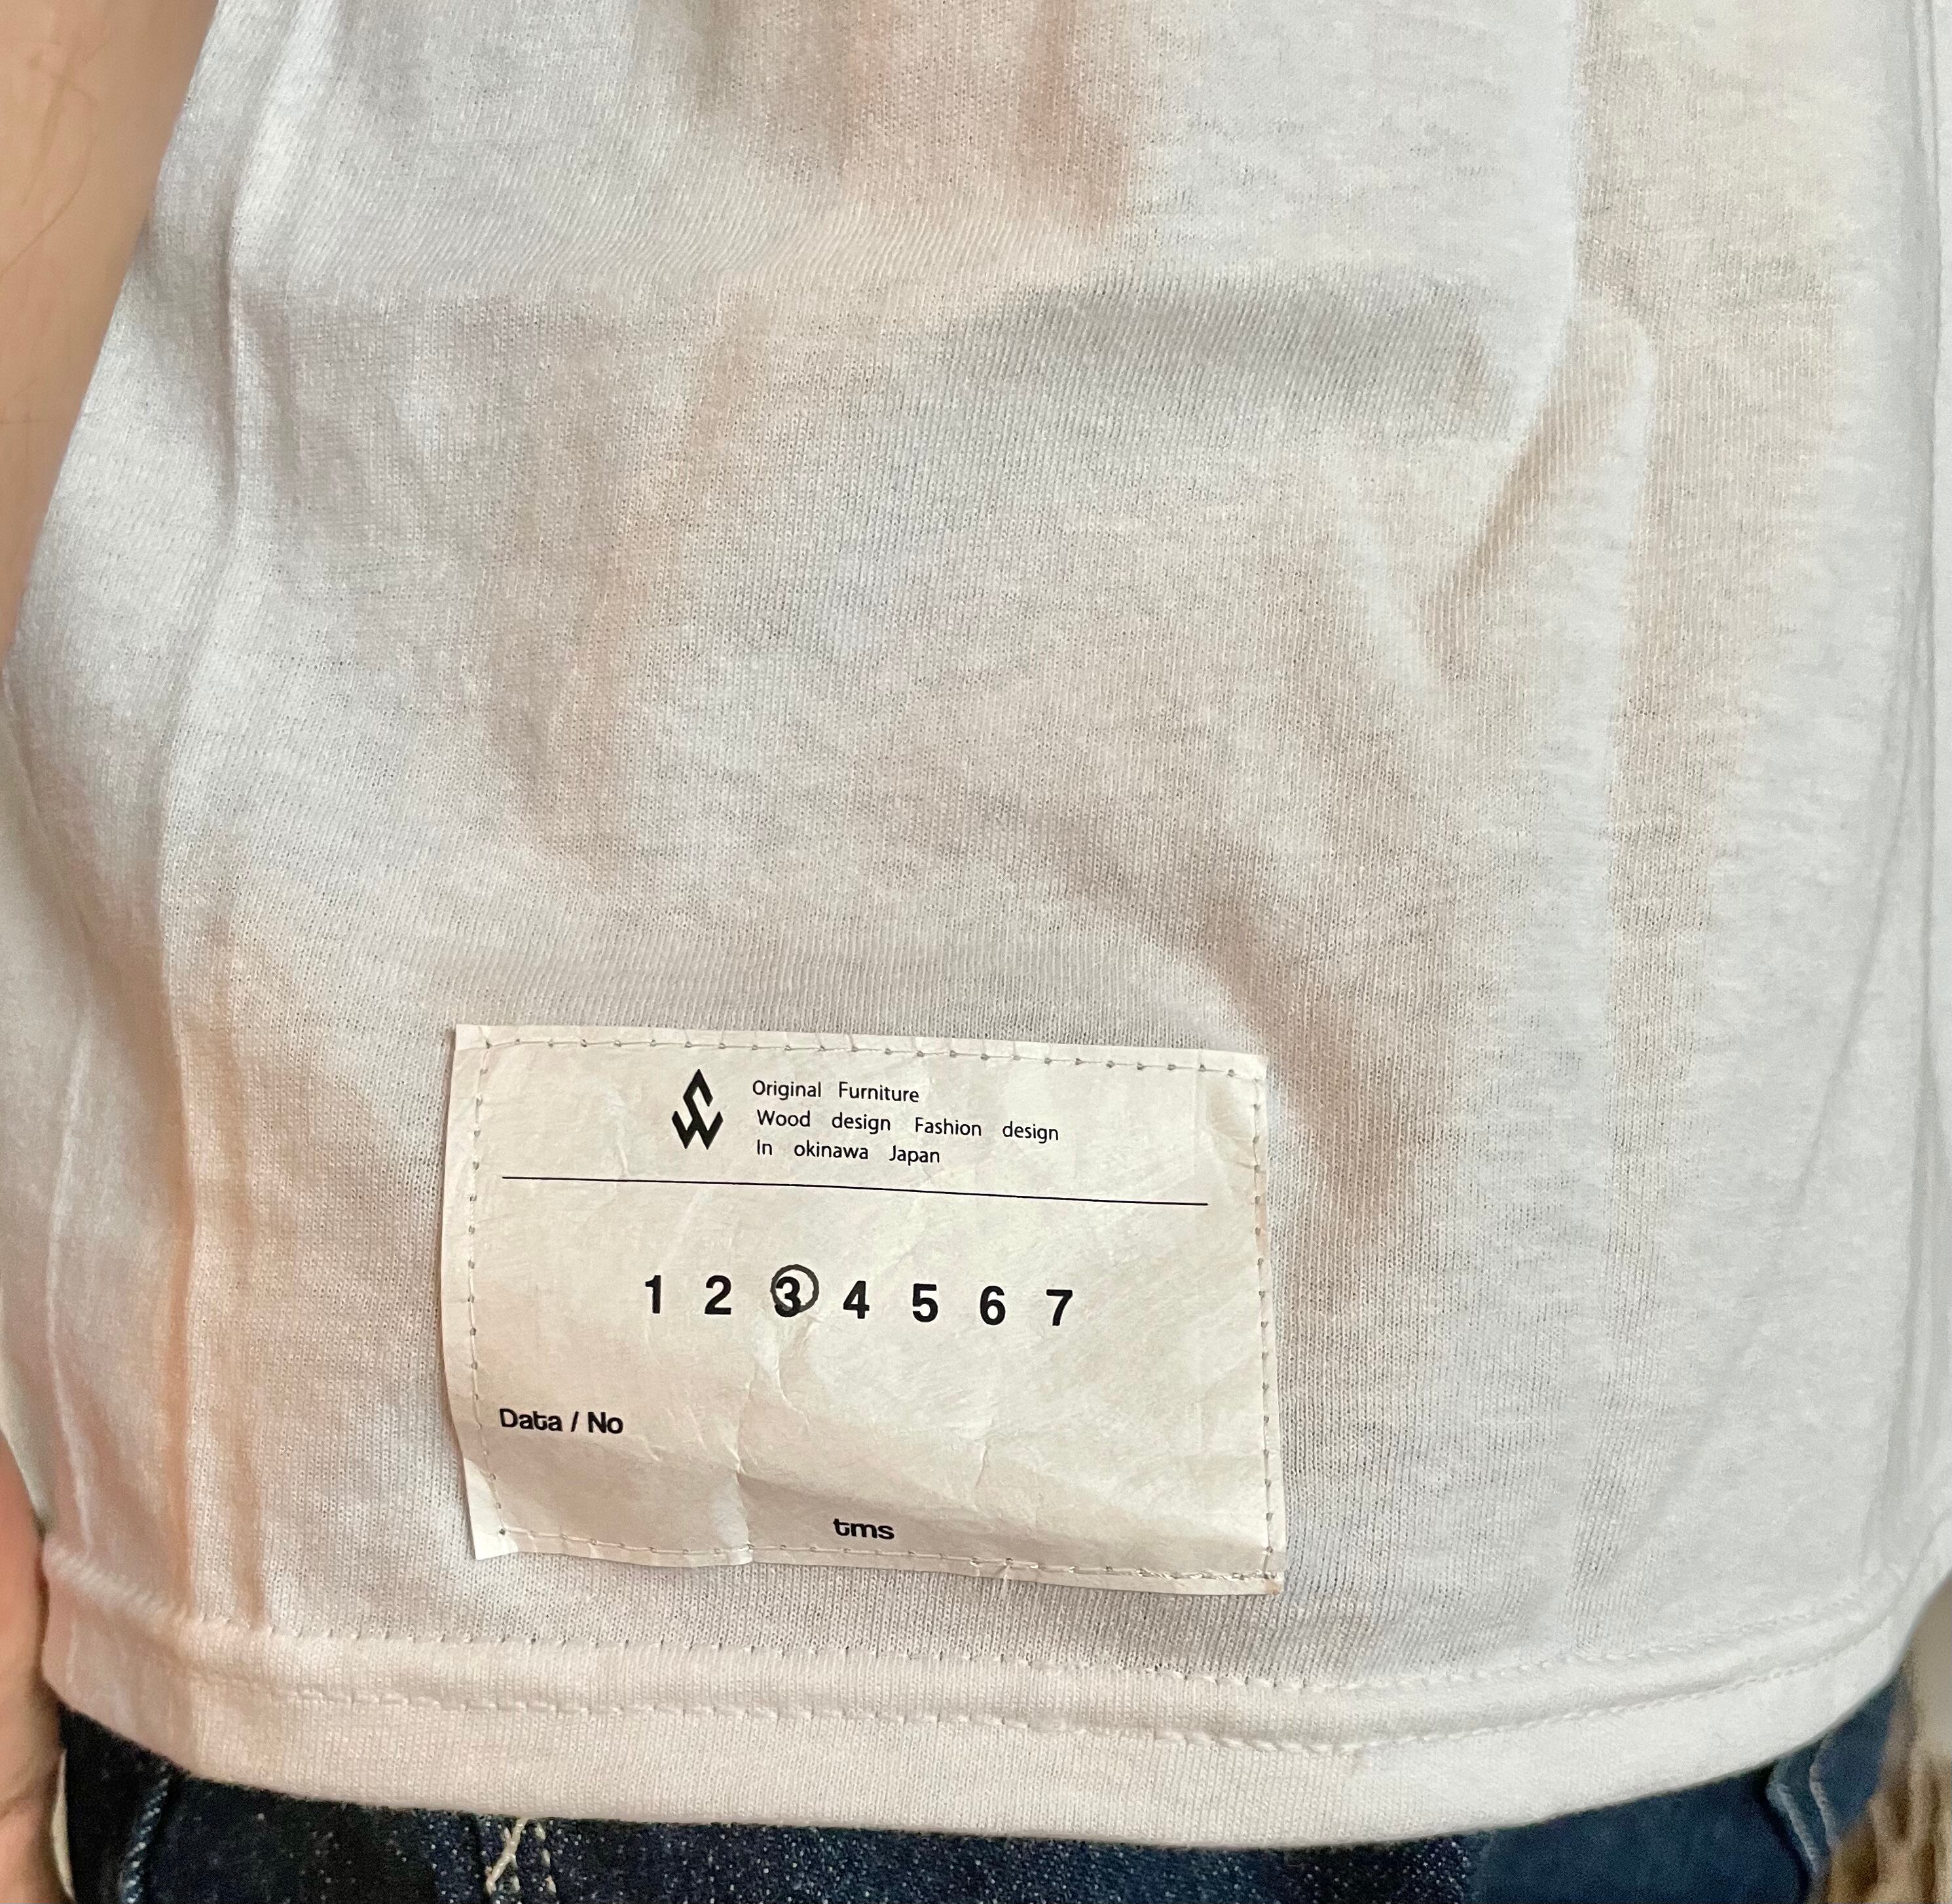 Original Furniture
Wood design Fashion design
In okinawa Japan
1 2 3 4 5 6 7
Data / No
tms